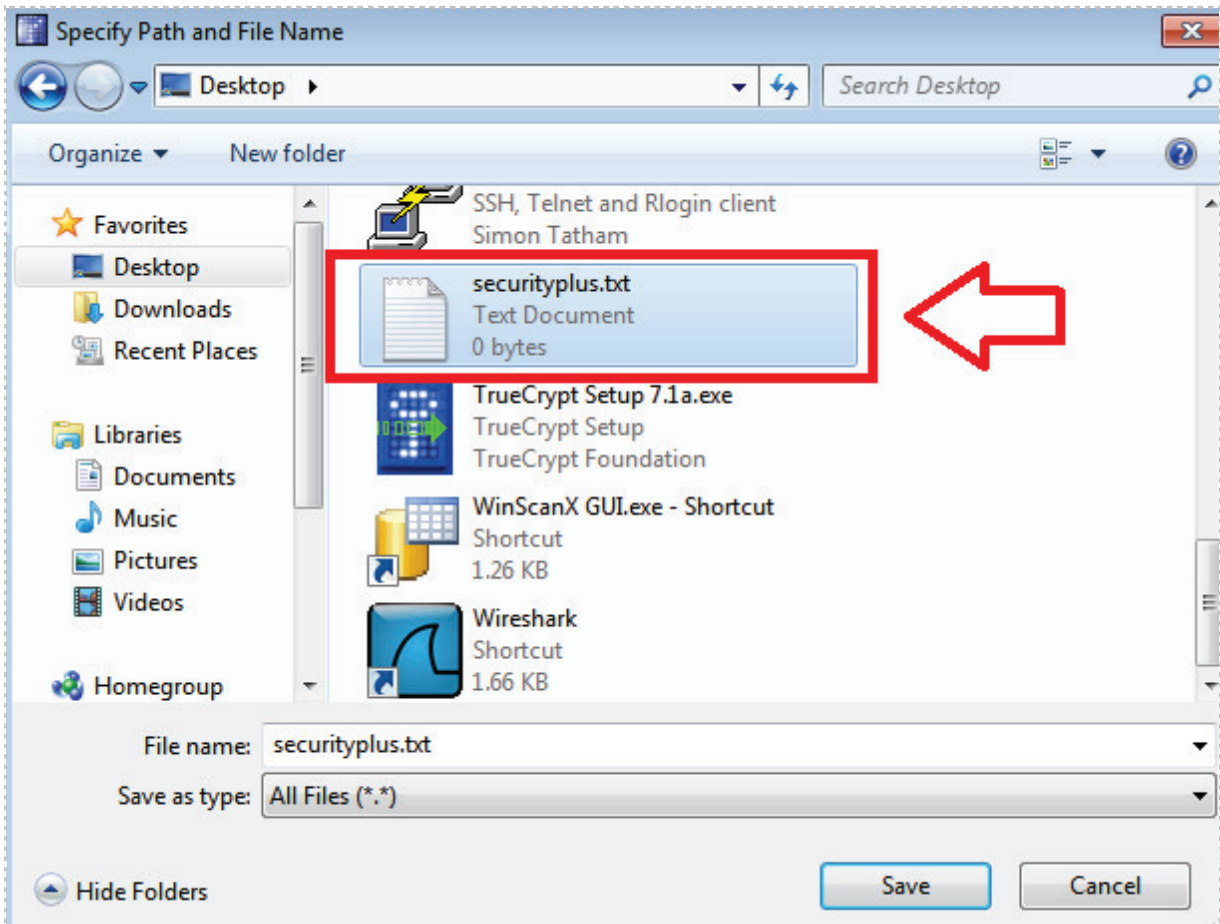 Specify Path and File Name
Desktop
Search Desktop
Organize
New folder
Favorites
Desktop
Downloads
Recent Places
Libraries
Documents
Music
Pictures
Videos
Homegroup
SSH, Telnet and Rlogin client
Simon Tatham
securityplus.txt
Text Document
0 bytes
TrueCrypt Setup 7.1a.exe
TrueCrypt Setup
TrueCrypt Foundation
WinScanX GUI.exe - Shortcut
Shortcut
1.26 KB
Wireshark
Shortcut
1.66 KB
File name: securityplus.txt
Save as type: All Files (*.*)
Hide Folders
Save
Cancel